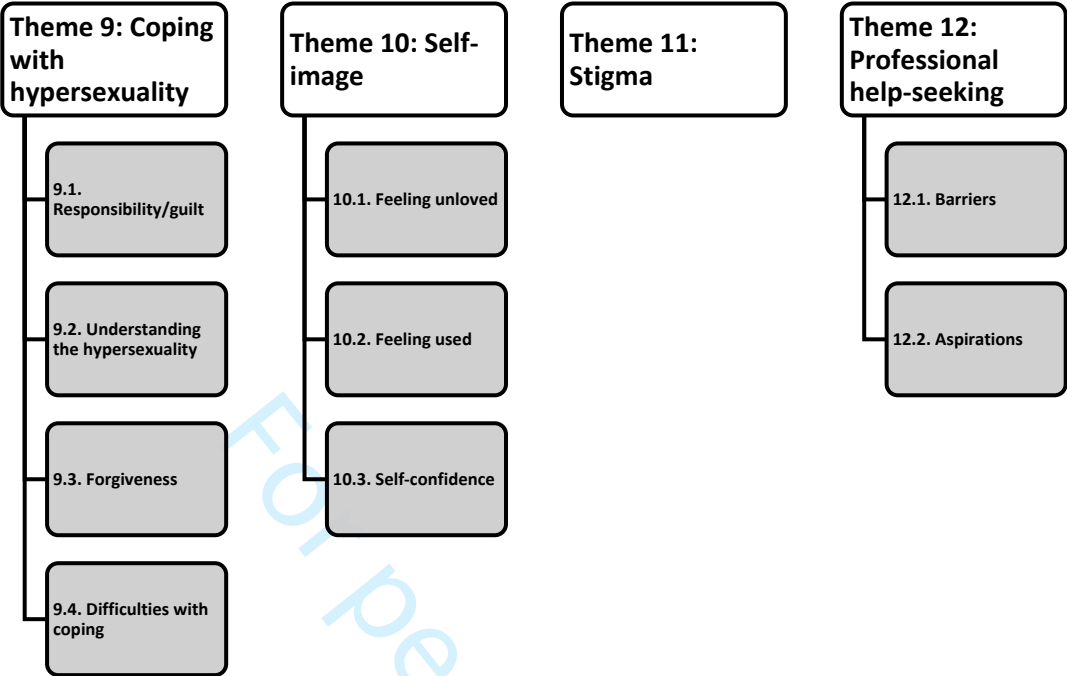 Theme 9: Coping
with
hypersexuality
9.1.
Responsibility/guilt
9.2. Understanding
the hypersexuality
9.3. Forgiveness
9.4. Difficulties with
coping
Theme 10: Self-
image
10.1. Feeling unloved
10.2. Feeling used
10.3. Self-confidence
Theme 11:
Stigma
Theme 12:
Professional
help-seeking
12.1. Barriers
12.2. Aspirations
For pe